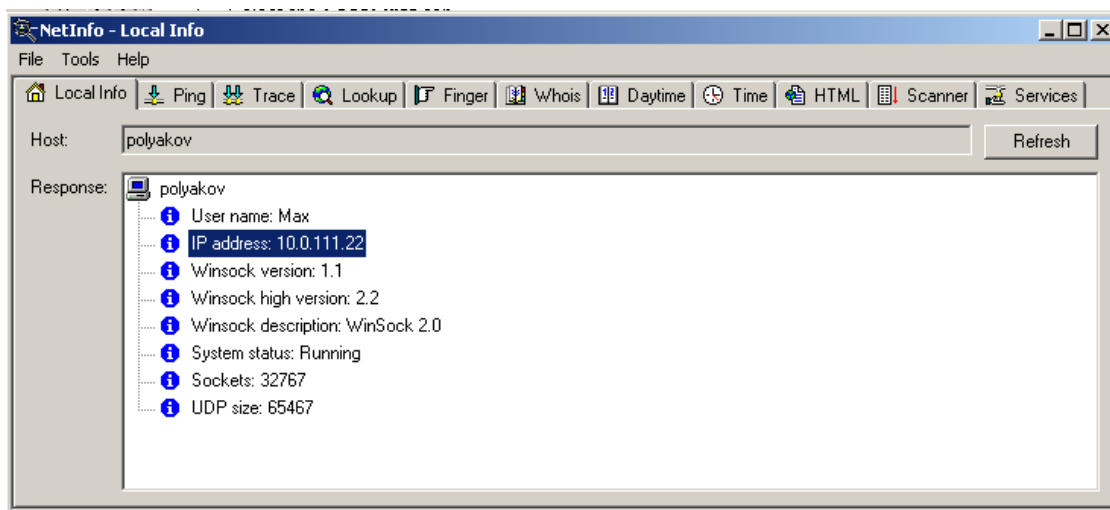 NetInfo - Local Info
File Tools Help
Local Info Ping Trace Lookup Finger Whois Daytime Time HTML Scanner Services
Host: polyakov Refresh
Response: polyakov
User name: Max
IP address: 10.0.111.22
Winsock version: 1.1
Winsock high version: 2.2
Winsock description: WinSock 2.0
System status: Running
Sockets: 32767
UDP size: 65467